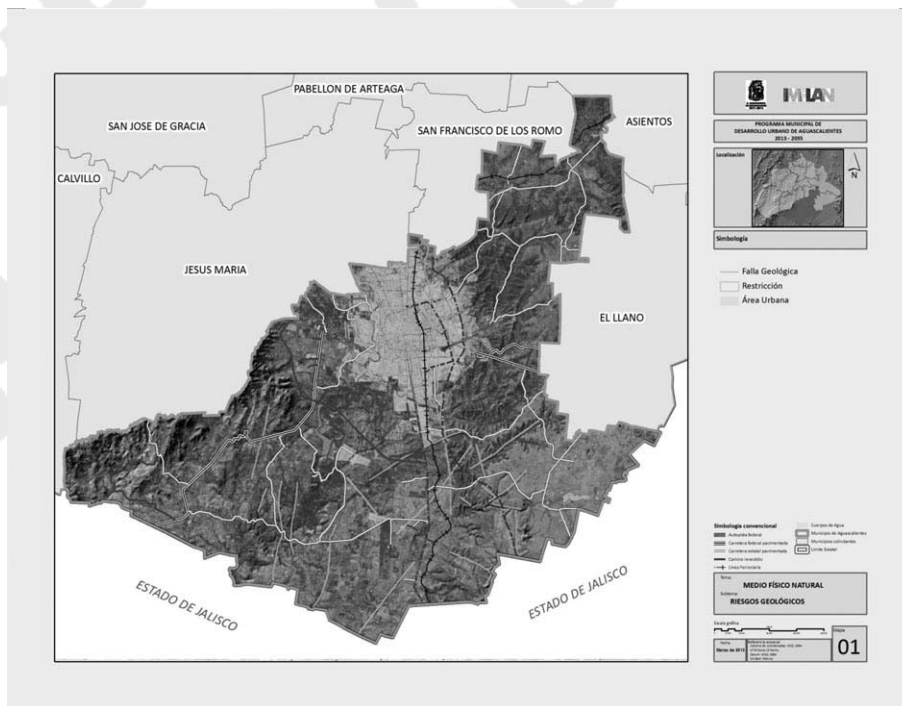 PABELLON DE ARTEAGA
SAN JOSE DE GRACIA
SAN FRANCISCO DE LOS ROMO
ASIENTOS
CALVILLO
JESUS MARIA
EL LLANO
ESTADO DE JALISCO
ESTADO DE JALISCO
PROGRAMA MUNICIPAL DE
DESARROLLO URBANO DE AGUASCALIENTES
2013 - 2035
Localización
N
Simbología
Falla Geológica
Restricción
Área Urbana
Simbología convencional
Autopista federal
Carretera federal pavimentada
Carretera estatal pavimentada
Camino revestido
Línea Ferroviaria
Cuerpos de Agua
Municipio de Aguascalientes
Municipios colindantes
Límite Estatal
Tema:
MEDIO FÍSICO NATURAL
RIESGOS GEOLÓGICOS
Escala gráfica
Fecha
Mapa
01